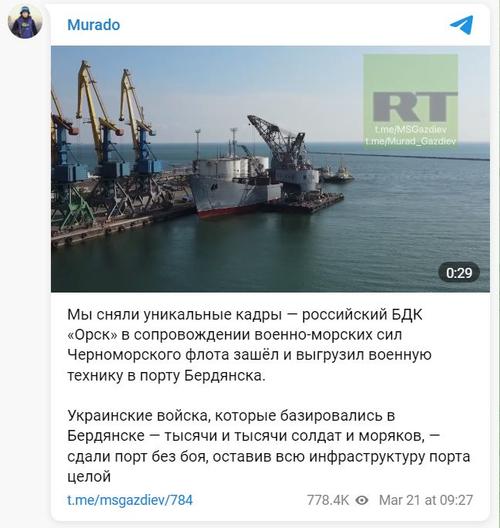 Murado
RT
t.me/MSGazdiev
t.me/Murad_Gazdiev
0:29
Мы сняли уникальные кадры — российский БДК
«Орск» в сопровождении военно-морских сил
Черноморского флота зашёл и выгрузил военную
технику в порту Бердянска.
Украинские войска, которые базировались в
Бердянске — тысячи и тысячи солдат и моряков, —
сдали порт без боя, оставив всю инфраструктуру порта
целой
t.me/msgazdiev/784 778.4K Mar 21 at 09:27